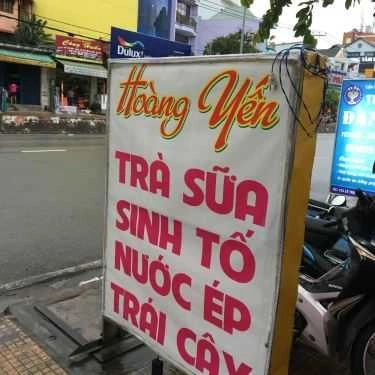 Hoàng Yến
TRÀ SỮA
SINH TỐ
NƯỚC ÉP
TRÁI CÂY
Dulux